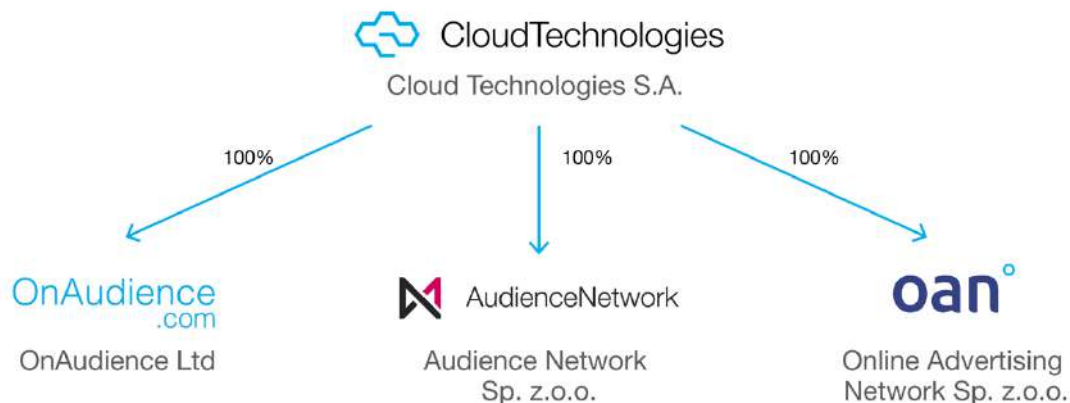 CloudTechnologies
Cloud Technologies S.A.
100%
100%
100%
OnAudience
.com
OnAudience Ltd
AudienceNetwork
Audience Network
Sp. z.o.o.
oan°
Online Advertising
Network Sp. z.o.o.